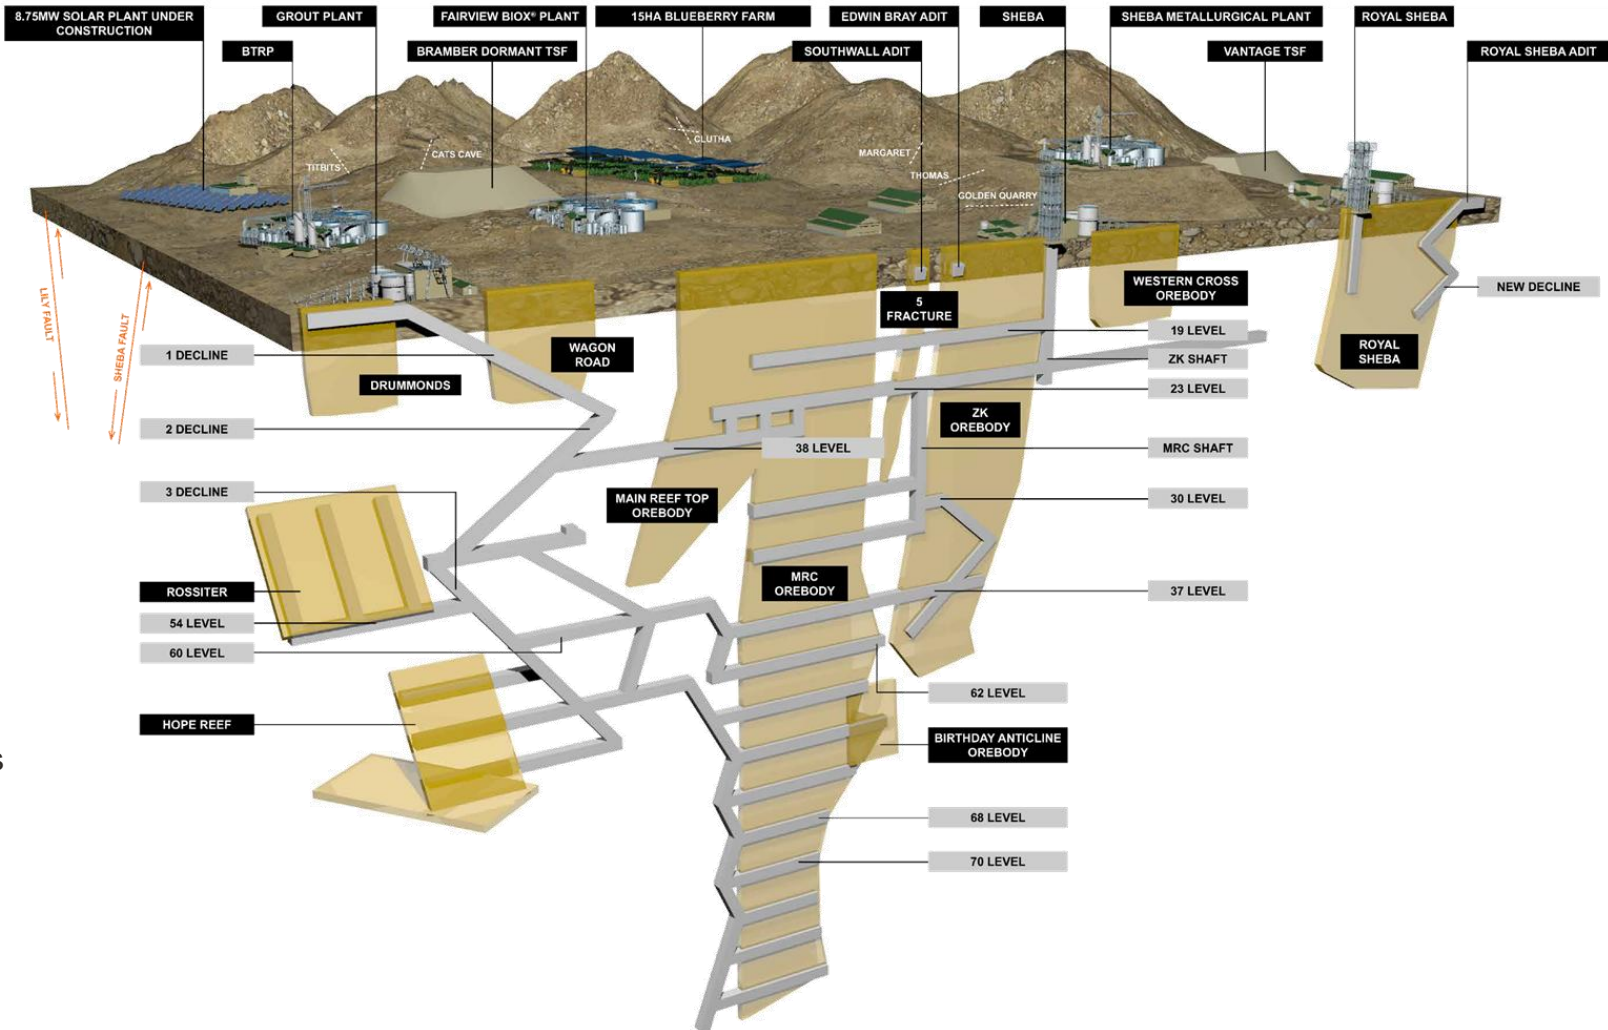 8.75MW SOLAR PLANT UNDER
CONSTRUCTION
GROUT PLANT
FAIRVIEW BIOX® PLANT
15HA BLUEBERRY FARM
EDWIN BRAY ADIT
SHEBA
SHEBA METALLURGICAL PLANT
ROYAL SHEBA
BTRP
BRAMBER DORMANT TSF
SOUTHWALL ADIT
VANTAGE TSF
ROYAL SHEBA ADIT
TITBITS
CATS CAVE
CLUTHA
MARGARET
THOMAS
GOLDEN QUARRY
LILY FAULT
SHEBA FAULT
1 DECLINE
WAGON
ROAD
DRUMMONDS
5
FRACTURE
WESTERN CROSS
OREBODY
NEW DECLINE
19 LEVEL
ROYAL
SHEBA
ZK SHAFT
23 LEVEL
2 DECLINE
ZK
OREBODY
38 LEVEL
MRC SHAFT
3 DECLINE
MAIN REEF TOP
OREBODY
30 LEVEL
ROSSITER
MRC
OREBODY
37 LEVEL
54 LEVEL
60 LEVEL
62 LEVEL
HOPE REEF
BIRTHDAY ANTICLINE
OREBODY
s
68 LEVEL
70 LEVEL